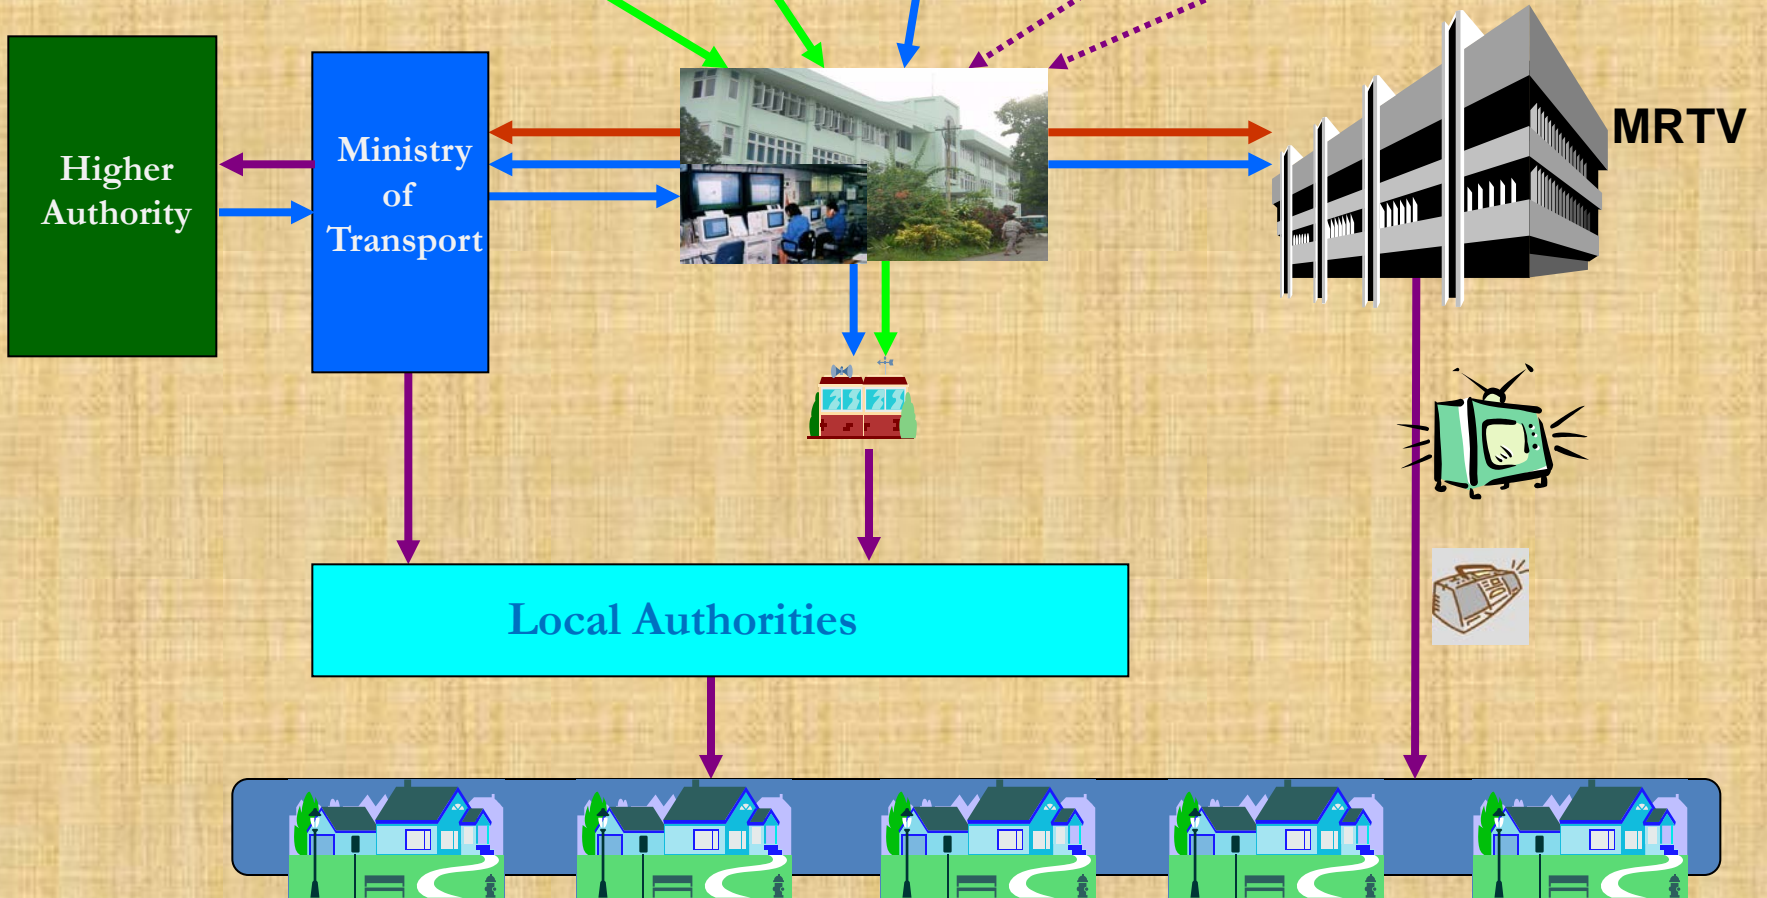 Higher
Authority
Ministry
of
Transport
MRTV
Local Authorities